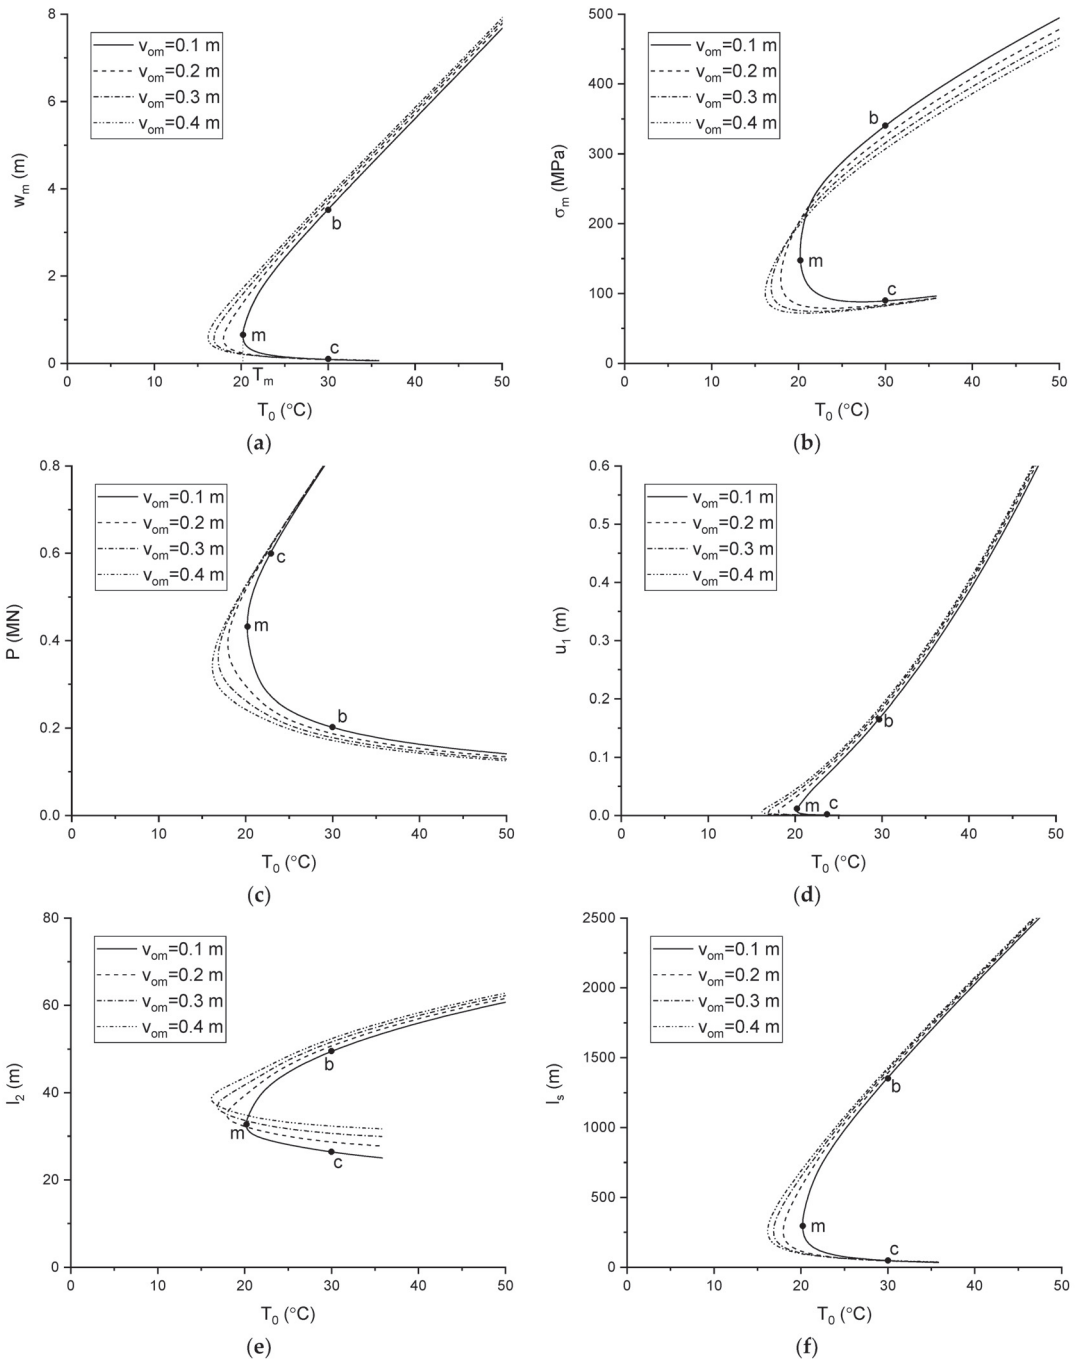 8
6
4
2
0
w_m (m)
v_om=0.1 m
v_om=0.2 m
v_om=0.3 m
v_om=0.4 m
b
m
c
T_m
0 10 20 30 40 50
T_0 (°C)
(a)
500
400
300
200
100
0
σ_m (MPa)
v_om=0.1 m
v_om=0.2 m
v_om=0.3 m
v_om=0.4 m
b
m
c
0 10 20 30 40 50
T_0 (°C)
(b)
0.8
0.6
0.4
0.2
0.0
P (MN)
v_om=0.1 m
v_om=0.2 m
v_om=0.3 m
v_om=0.4 m
c
m
b
0 10 20 30 40 50
T_0 (°C)
(c)
0.6
0.5
0.4
0.3
0.2
0.1
0.0
u_1 (m)
v_om=0.1 m
v_om=0.2 m
v_om=0.3 m
v_om=0.4 m
b
m c
0 10 20 30 40 50
T_0 (°C)
(d)
80
60
40
20
0
l_2 (m)
v_om=0.1 m
v_om=0.2 m
v_om=0.3 m
v_om=0.4 m
b
m
c
0 10 20 30 40 50
T_0 (°C)
(e)
2500
2000
1500
1000
500
0
l_s (m)
v_om=0.1 m
v_om=0.2 m
v_om=0.3 m
v_om=0.4 m
b
m
c
0 10 20 30 40 50
T_0 (°C)
(f)